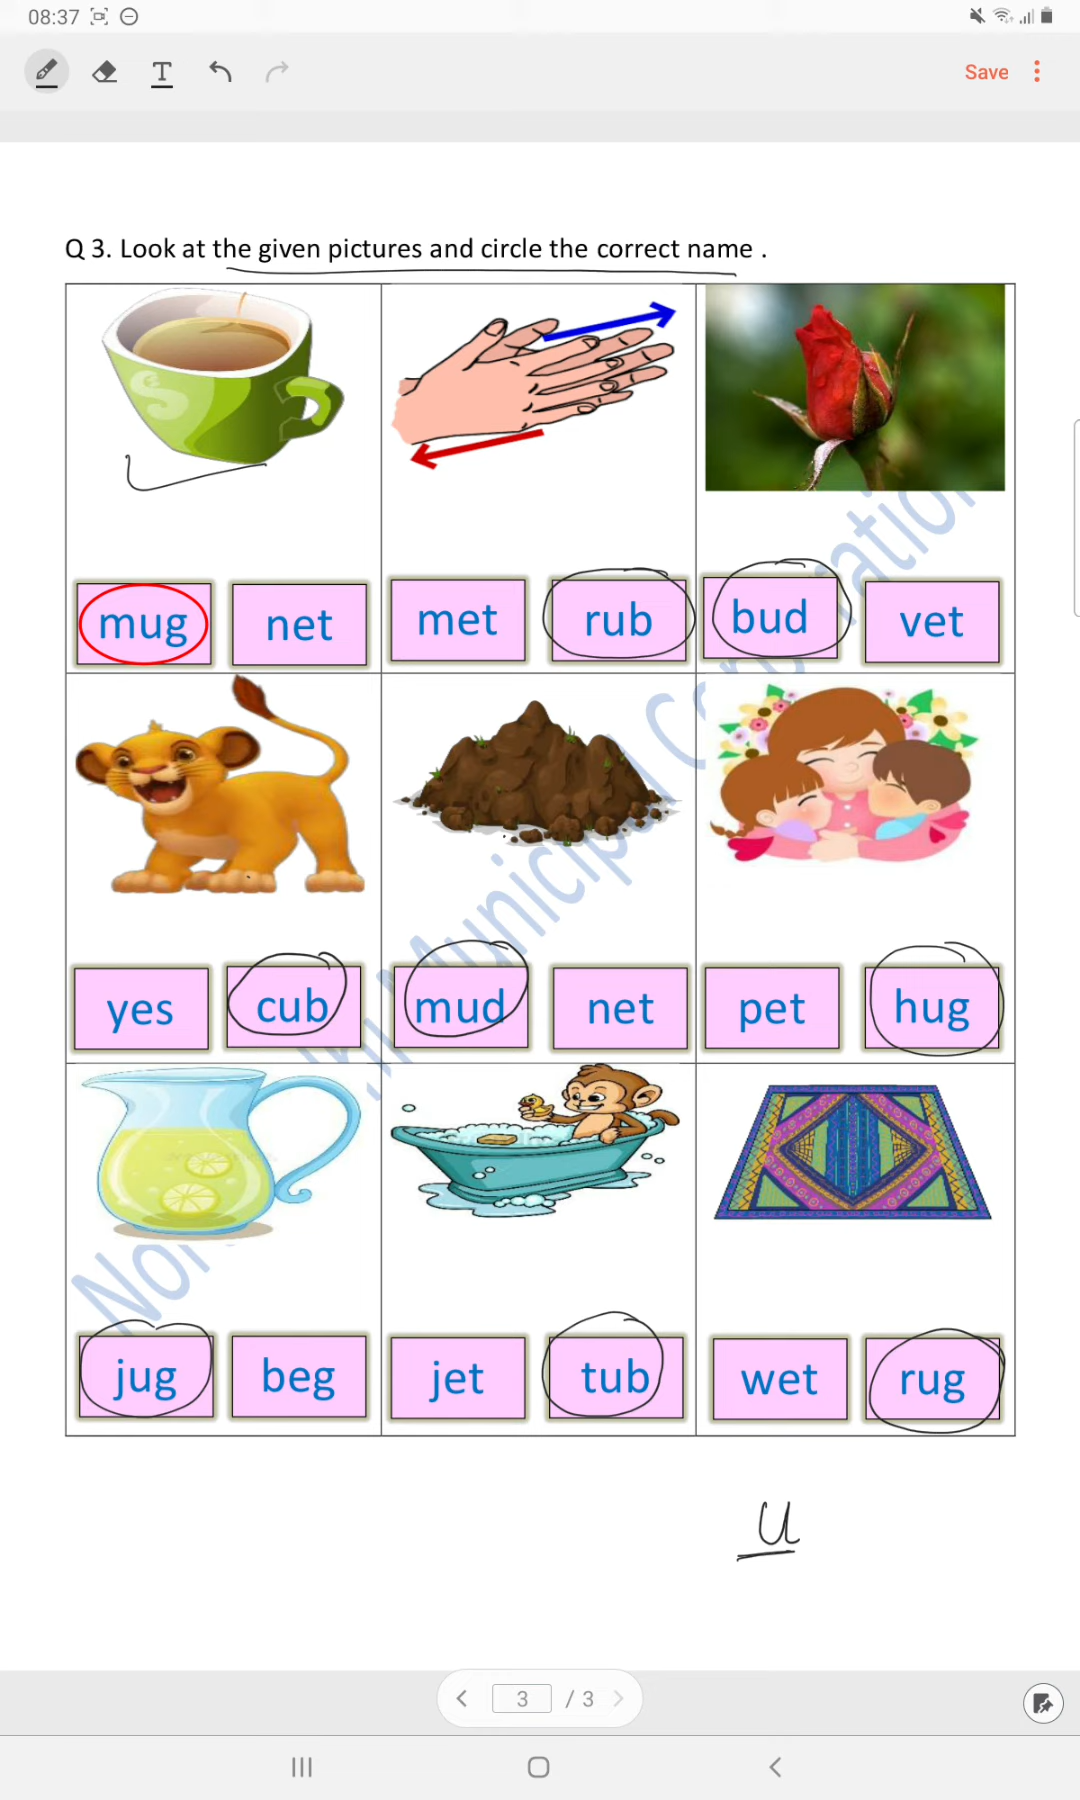 08:37
Save
Q 3. Look at the given pictures and circle the correct name .
mug net met rub bud vet
yes cub mud net pet hug
jug beg jet tub wet rug
u
3 / 3